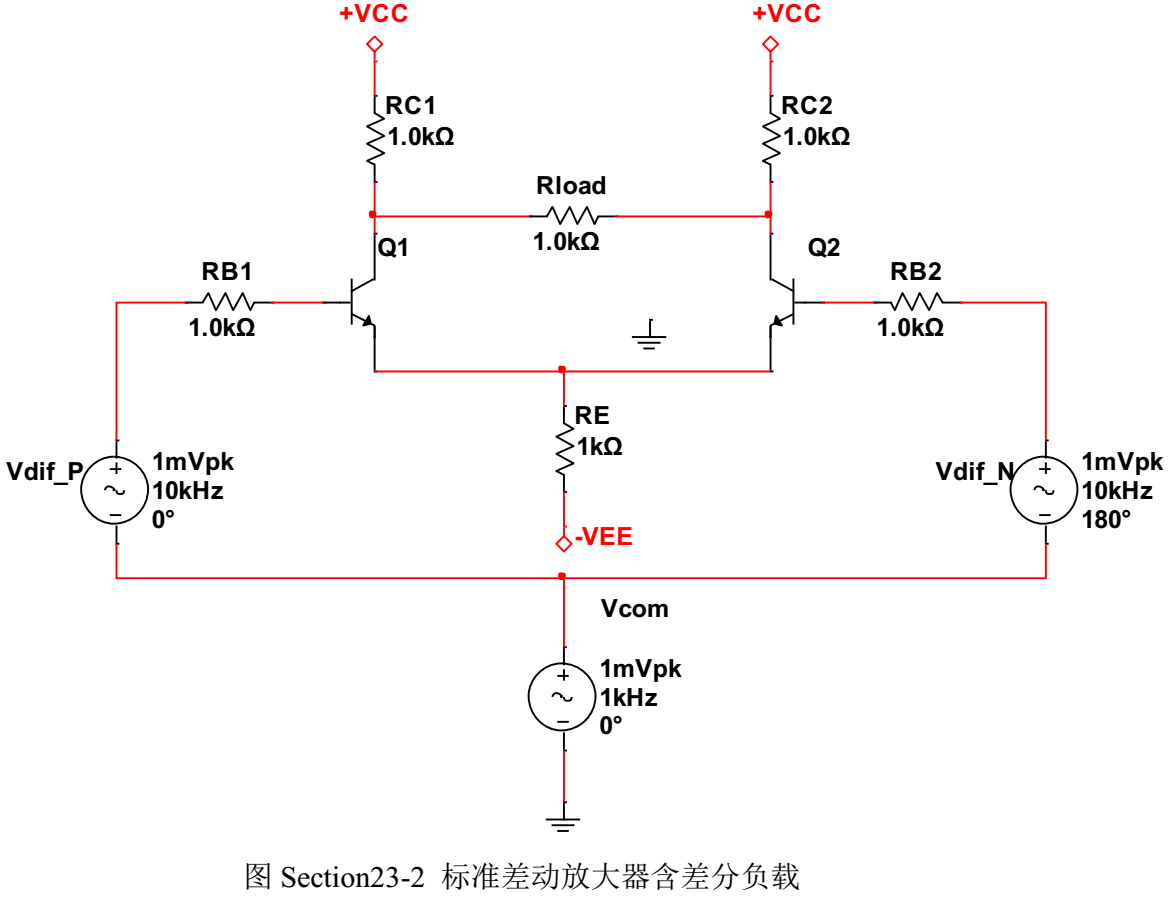 +VCC
+VCC
RC1
1.0kΩ
RC2
1.0kΩ
Rload
1.0kΩ
Q1
Q2
RB1
1.0kΩ
RB2
1.0kΩ
RE
1kΩ
Vdif_P
1mVpk
10kHz
0°
Vdif_N
1mVpk
10kHz
180°
-VEE
Vcom
1mVpk
1kHz
0°
图 Section23-2 标准差动放大器含差分负载